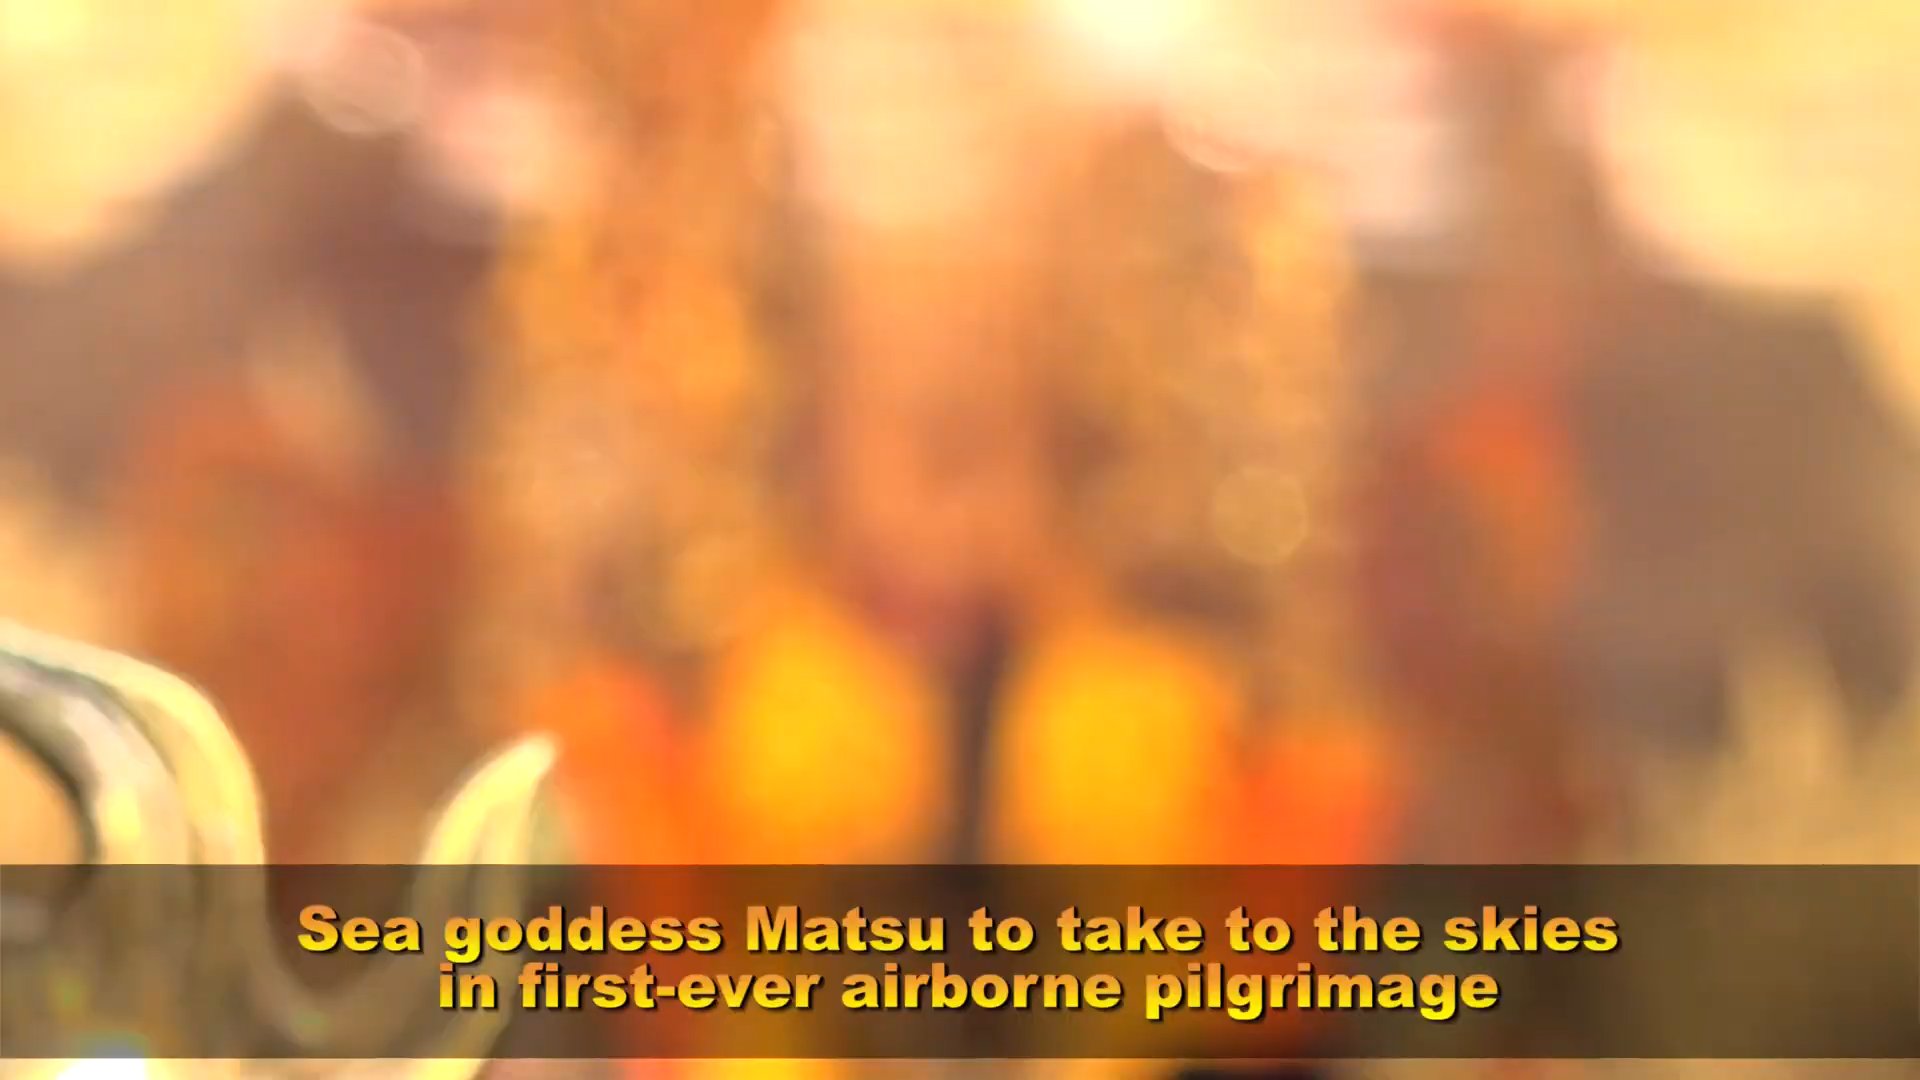 Sea goddess Matsu to take to the skies
in first-ever airborne pilgrimage